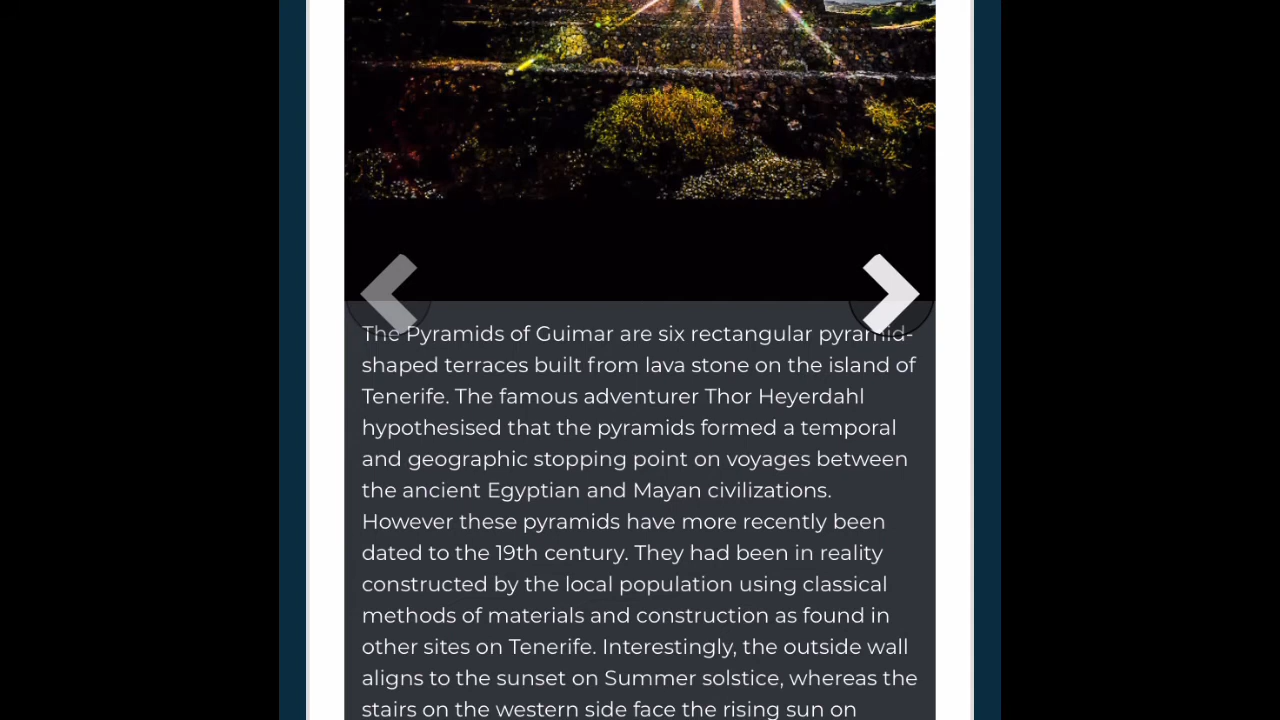 The Pyramids of Guimar are six rectangular pyramid-
shaped terraces built from lava stone on the island of
Tenerife. The famous adventurer Thor Heyerdahl
hypothesised that the pyramids formed a temporal
and geographic stopping point on voyages between
the ancient Egyptian and Mayan civilizations.
However these pyramids have more recently been
dated to the 19th century. They had been in reality
constructed by the local population using classical
methods of materials and construction as found in
other sites on Tenerife. Interestingly, the outside wall
aligns to the sunset on Summer solstice, whereas the
stairs on the western side face the rising sun on